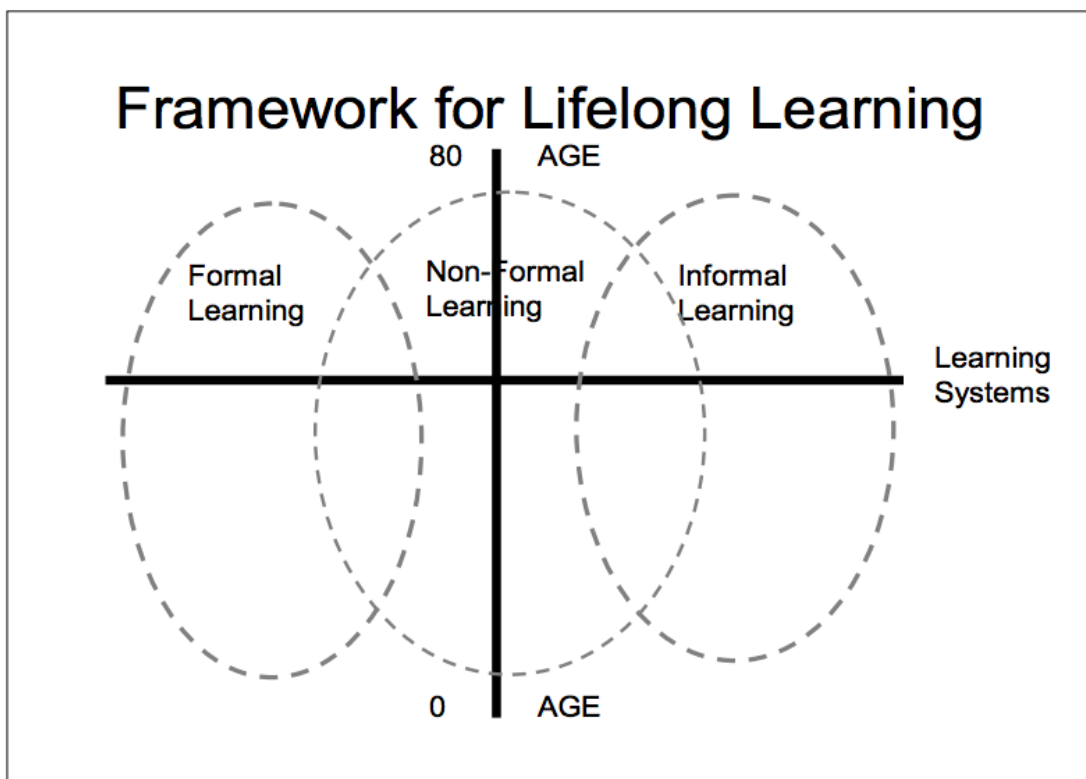 Framework for Lifelong Learning
80 AGE
Formal
Learning
Non-Formal
Learning
Informal
Learning
Learning
Systems
0 AGE